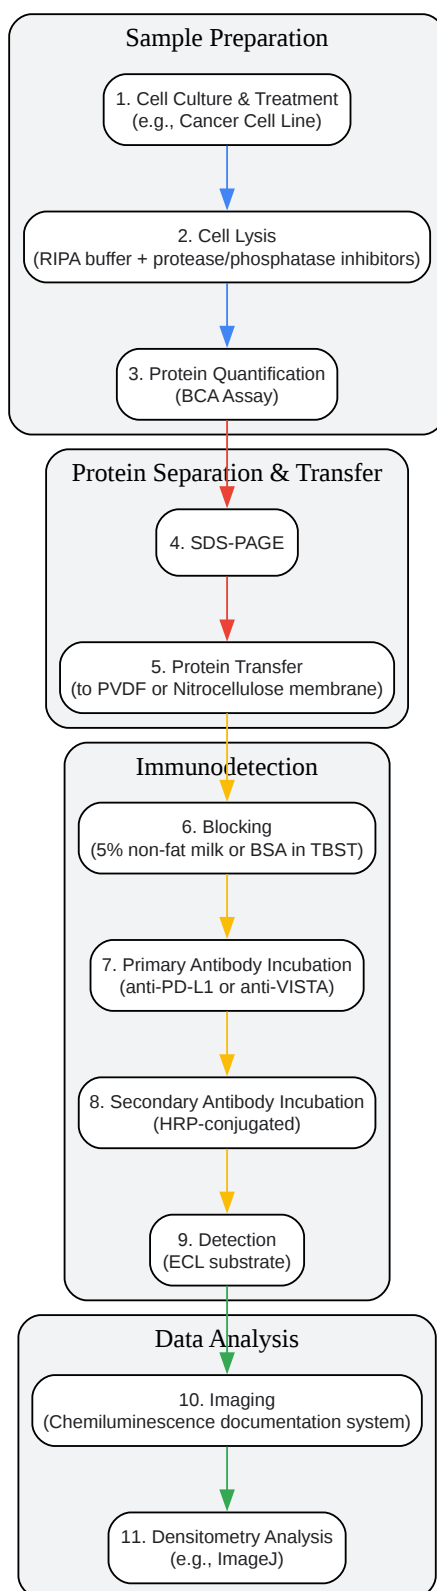 Sample Preparation
1. Cell Culture & Treatment
(e.g., Cancer Cell Line)
2. Cell Lysis
(RIPA buffer + protease/phosphatase inhibitors)
3. Protein Quantification
(BCA Assay)
Protein Separation & Transfer
4. SDS-PAGE
5. Protein Transfer
(to PVDF or Nitrocellulose membrane)
Immunodetection
6. Blocking
(5% non-fat milk or BSA in TBST)
7. Primary Antibody Incubation
(anti-PD-L1 or anti-VISTA)
8. Secondary Antibody Incubation
(HRP-conjugated)
9. Detection
(ECL substrate)
Data Analysis
10. Imaging
(Chemiluminescence documentation system)
11. Densitometry Analysis
(e.g., ImageJ)